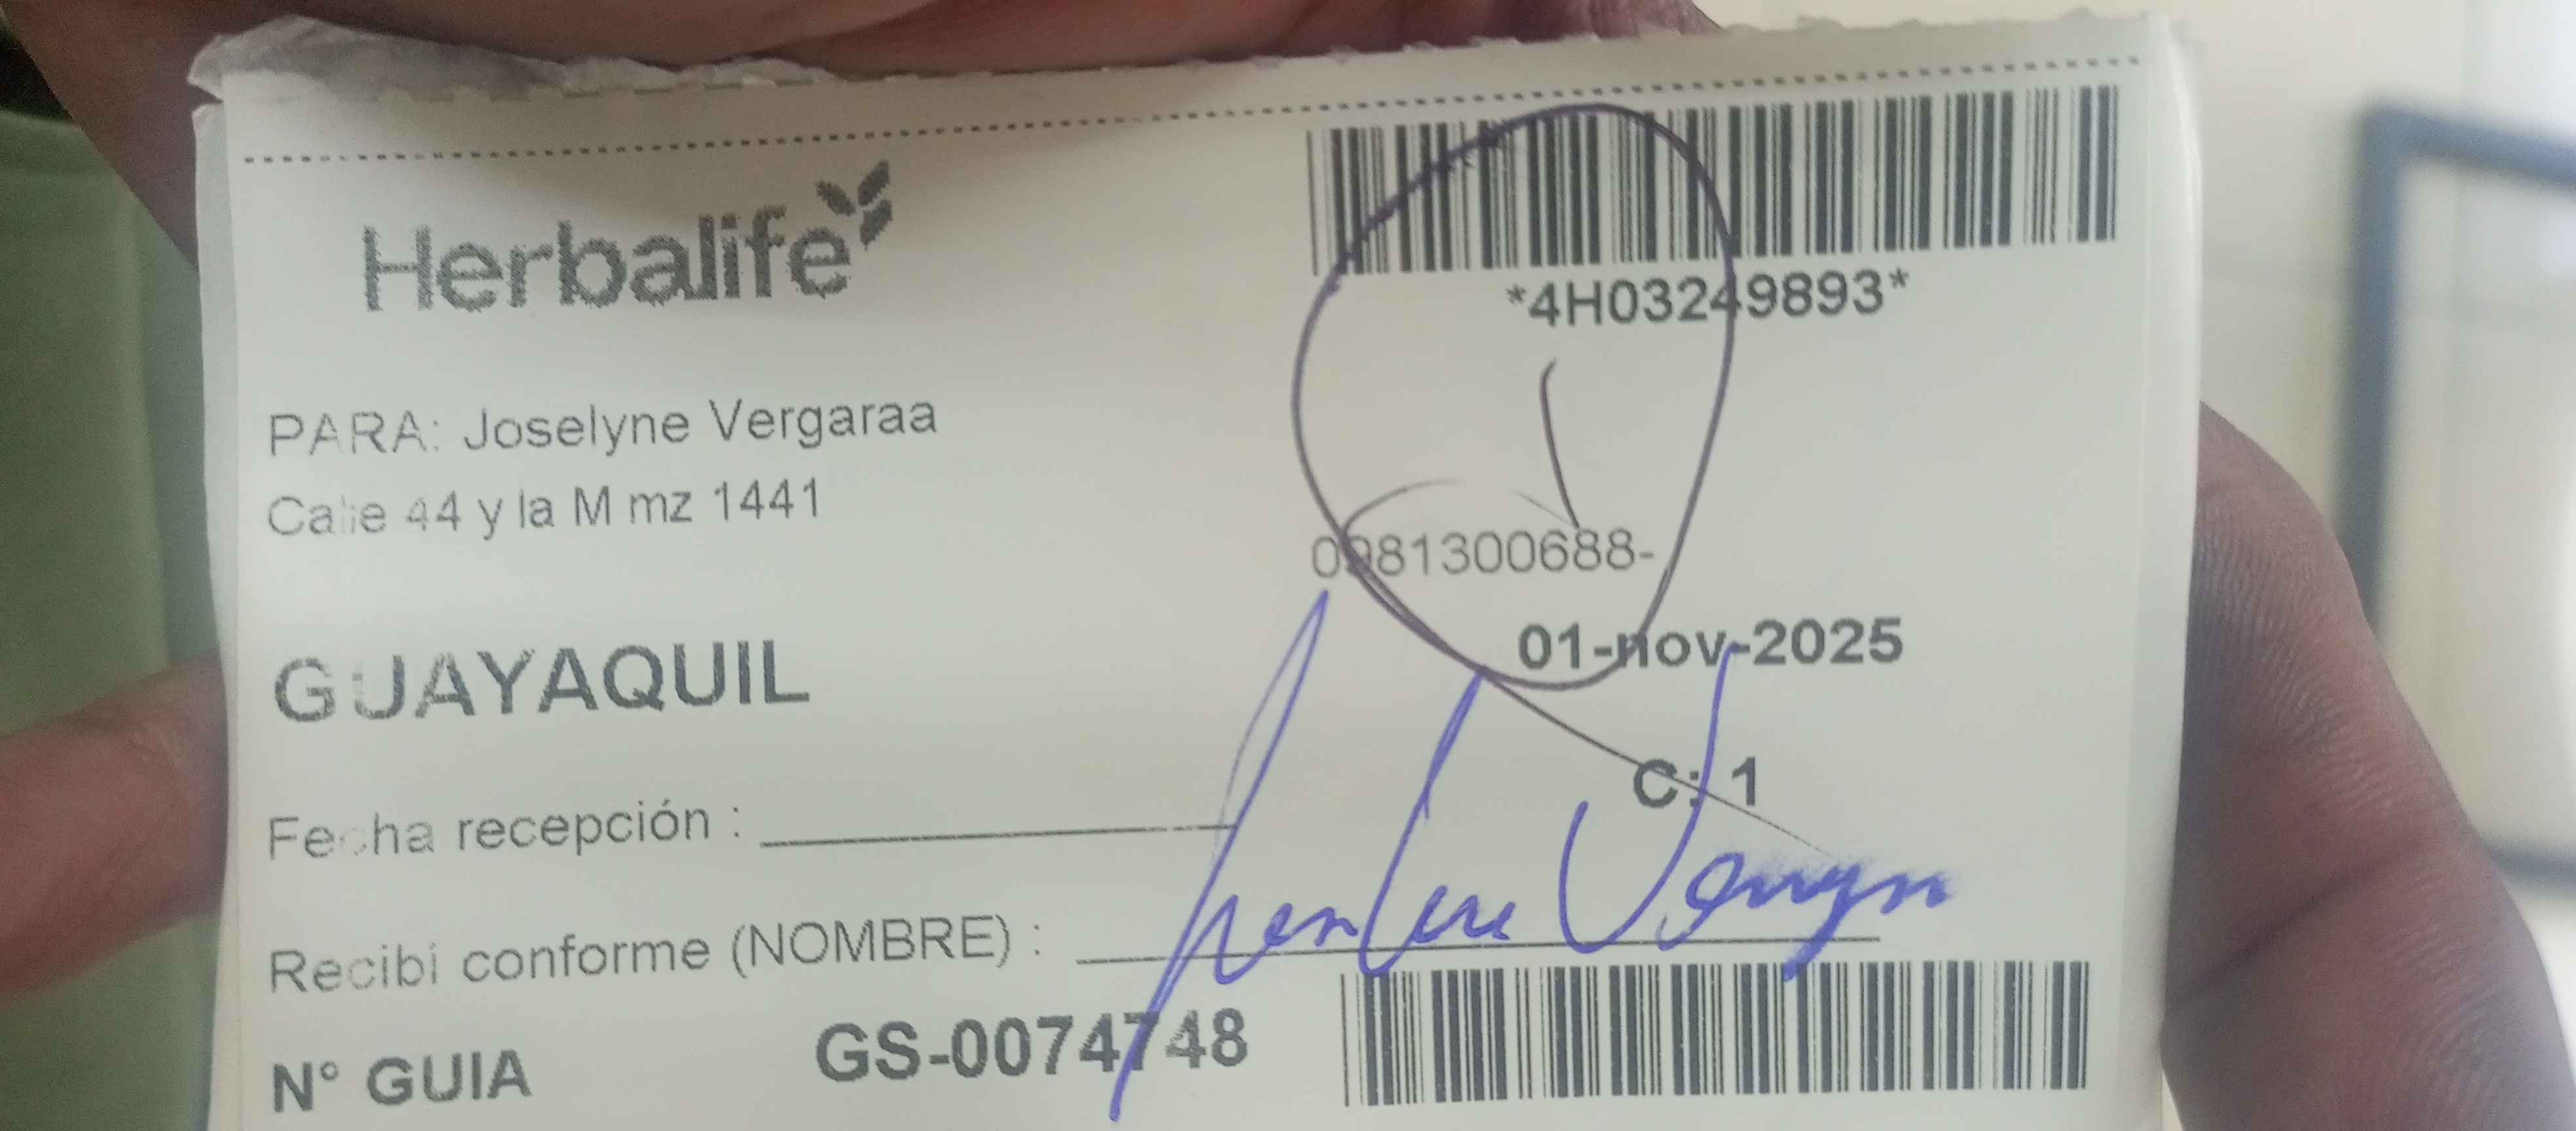 Herbalife
*4H03249893*
PARA: Joselyne Vergaraa
Calle 44 y la M mz 1441
0981300688-
GUAYAQUIL
01-nov-2025
C: 1
Fecha recepción :
Recibí conforme (NOMBRE) :
N° GUIA GS-0074748